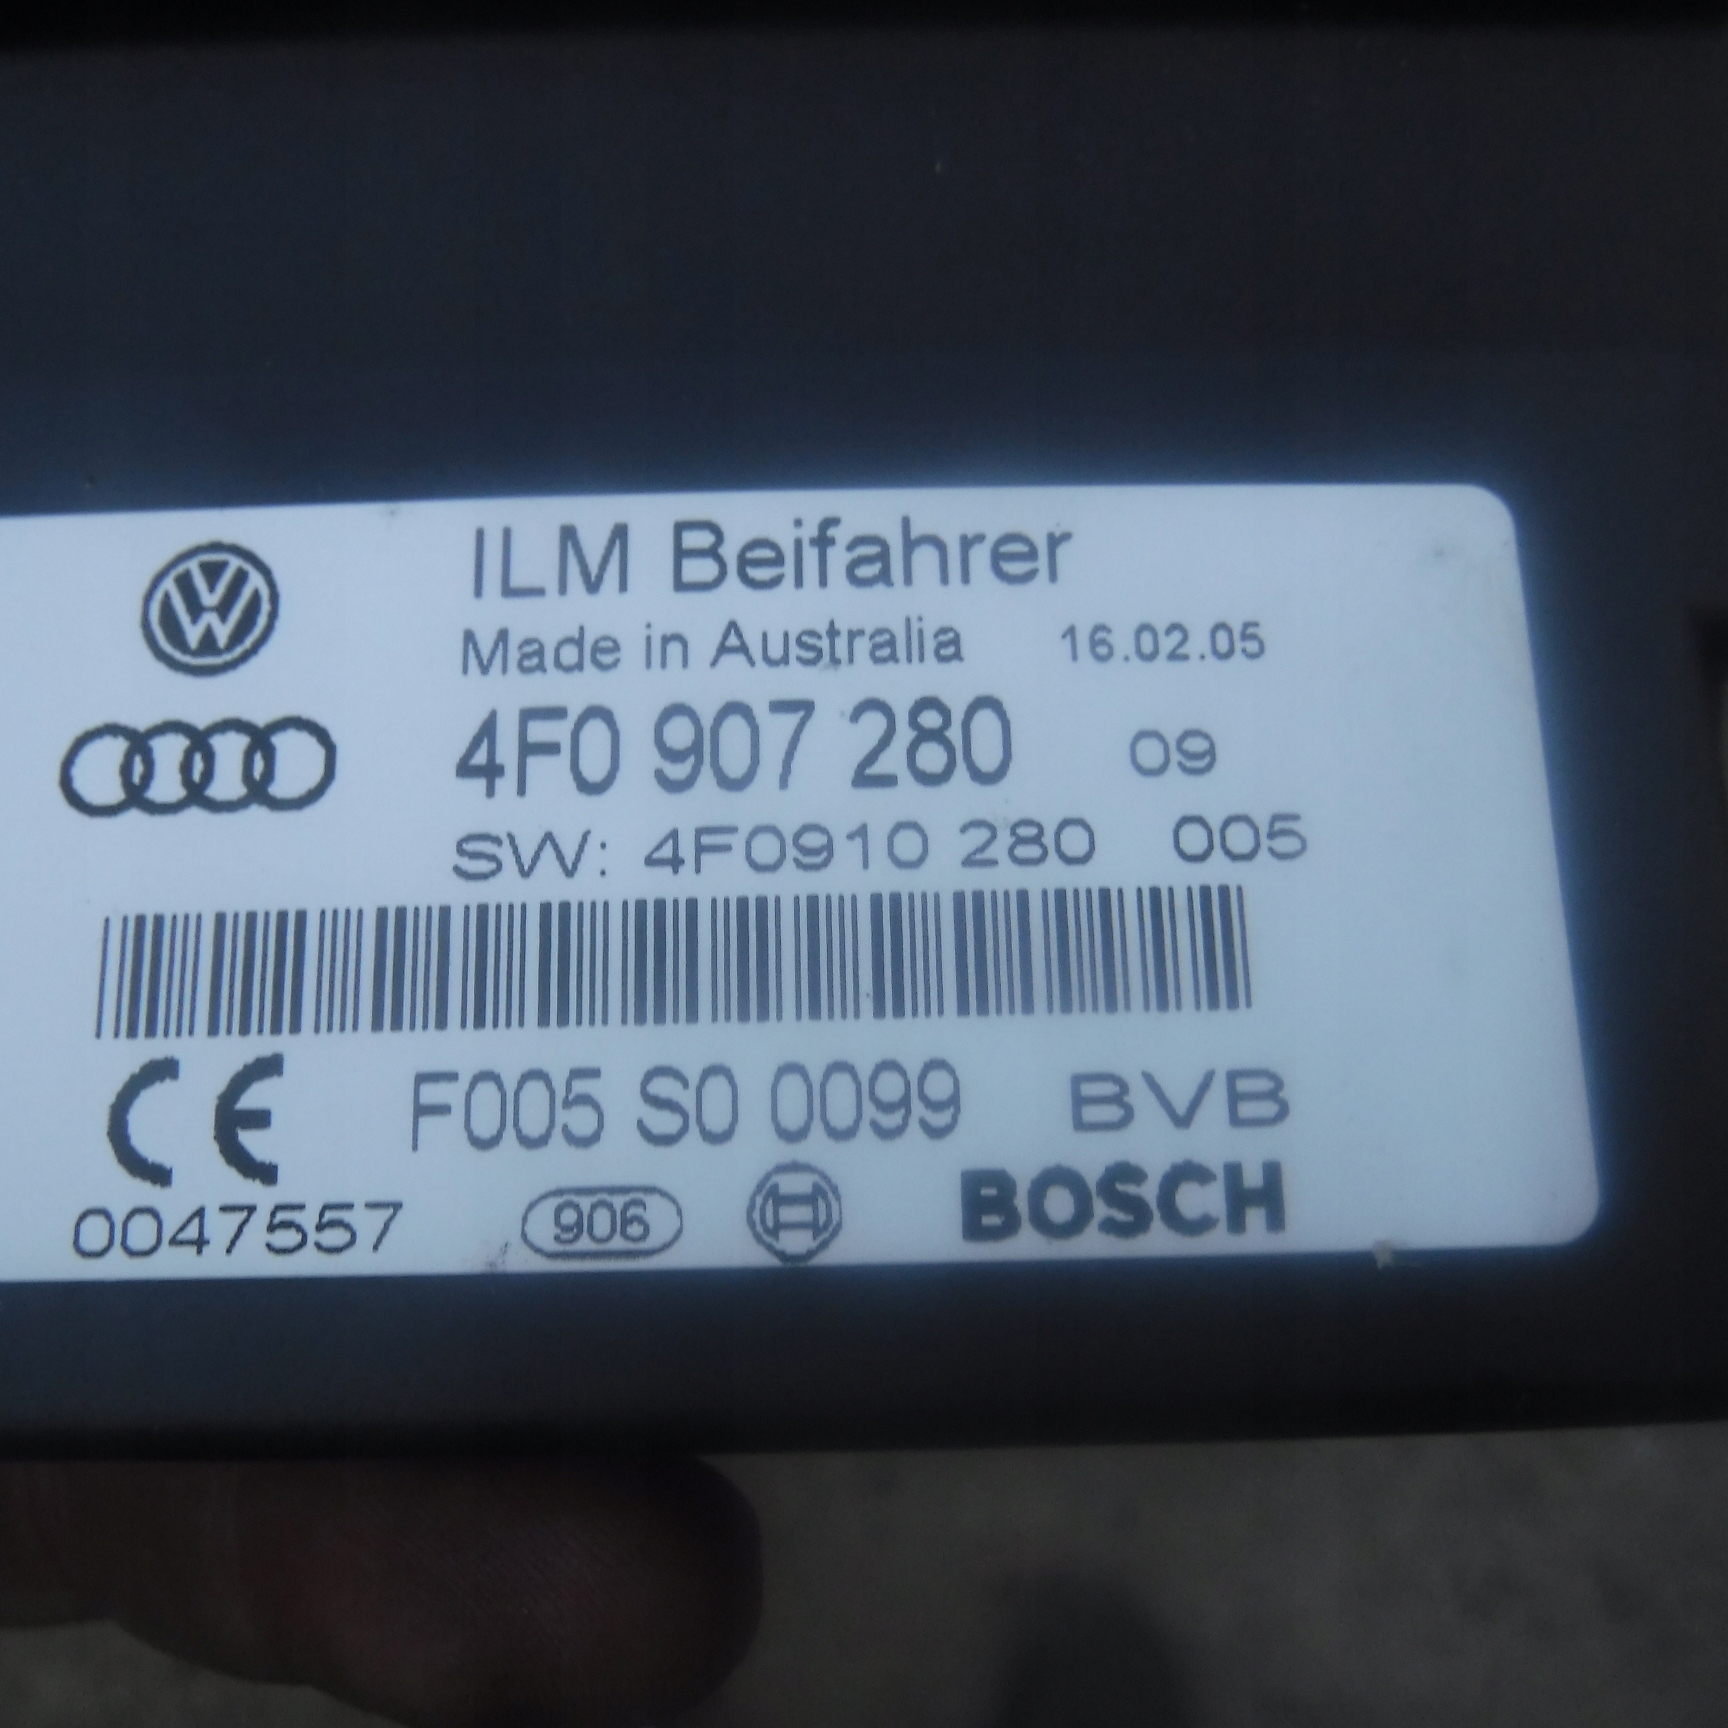 ILM Beifahrer
Made in Australia 16.02.05
4F0 907 280 09
SW: 4F0910 280 005
CE F005 S0 0099 BVB
0047557 906 BOSCH